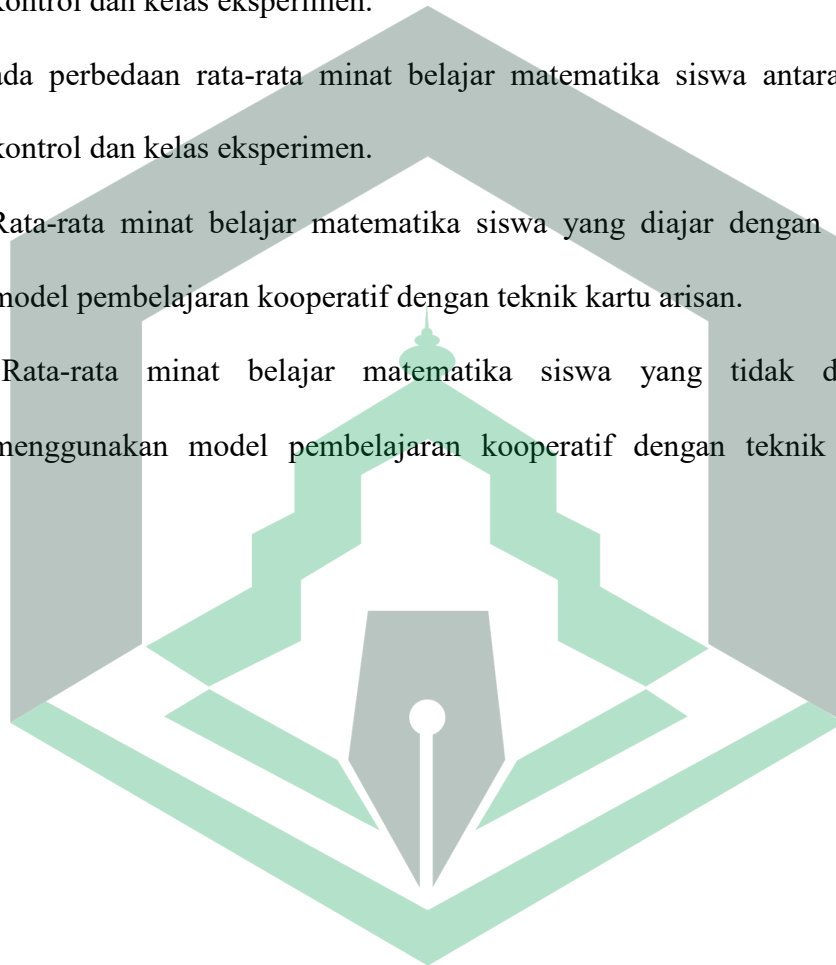 kontrol dan kelas eksperimen.
ada perbedaan rata-rata minat belajar matematika siswa antara
kontrol dan kelas eksperimen.
Rata-rata minat belajar matematika siswa yang diajar dengan
model pembelajaran kooperatif dengan teknik kartu arisan.
Rata-rata minat belajar matematika siswa yang tidak
menggunakan model pembelajaran kooperatif dengan teknik